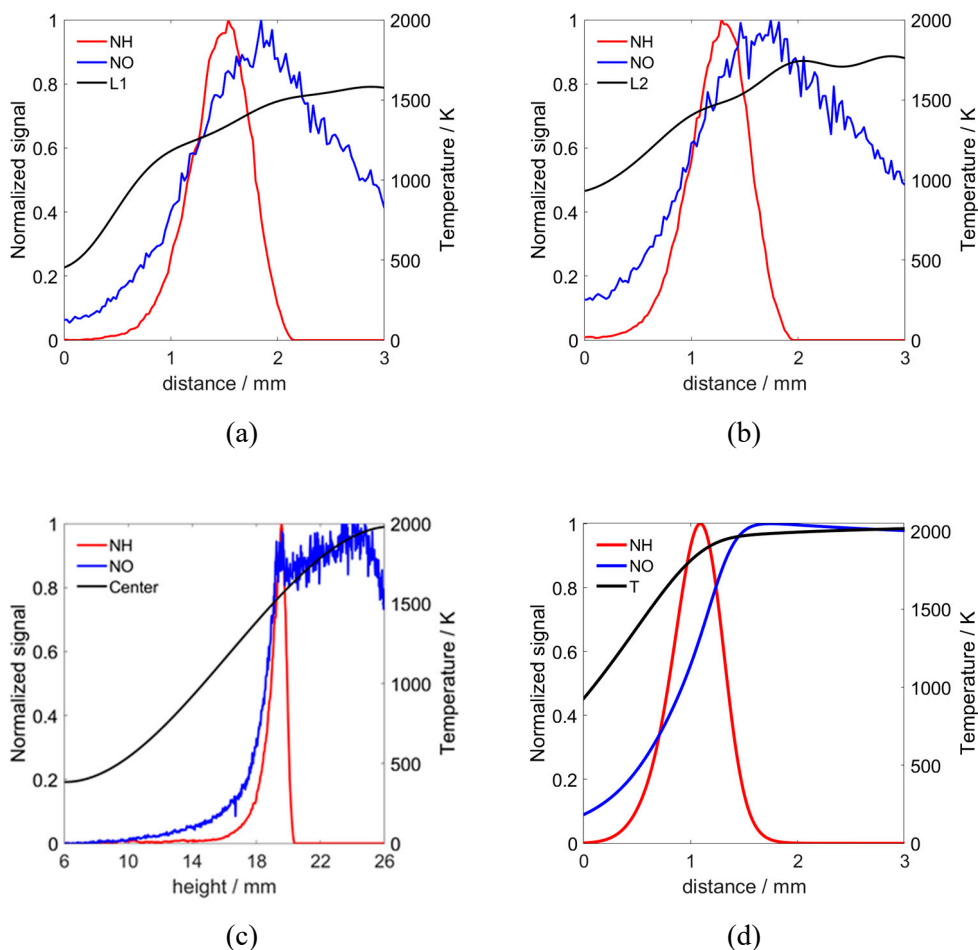 1
2000
NH
NO
L1
0.8
1500
0.6
1000
0.4
500
0.2
0
0
0
1
2
3
Normalized signal
Temperature / K
distance / mm
(a)
1
2000
NH
NO
L2
0.8
1500
0.6
1000
0.4
500
0.2
0
0
0
1
2
3
Normalized signal
Temperature / K
distance / mm
(b)
1
2000
NH
NO
Center
0.8
1500
0.6
1000
0.4
500
0.2
0
0
6
10
14
18
22
26
Normalized signal
Temperature / K
height / mm
(c)
1
2000
NH
NO
T
0.8
1500
0.6
1000
0.4
500
0.2
0
0
0
1
2
3
Normalized signal
Temperature / K
distance / mm
(d)